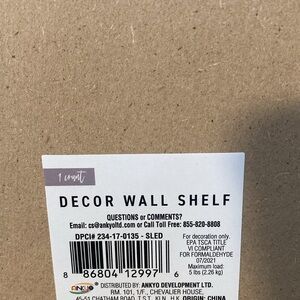 1 count
DECOR WALL SHELF
QUESTIONS or COMMENTS?
Email: cs@ankyoltd.com or Call Toll Free: 855-820-8808
DPCI# 234-17-0135 - SLED
For decoration only.
EPA TSCA TITLE
VI COMPLIANT
FOR FORMALDEHYDE
07/2021
Maximum load:
5 lbs (2.26 kg)
8 86804 12997 6
ANKYO
DISTRIBUTED BY: ANKYO DEVELOPMENT LTD.
RM. 101, 1/F., CHEVALIER HOUSE,
45-51 CHATHAM ROAD, T.S.T. KLN. H.K. ORIGIN: CHINA